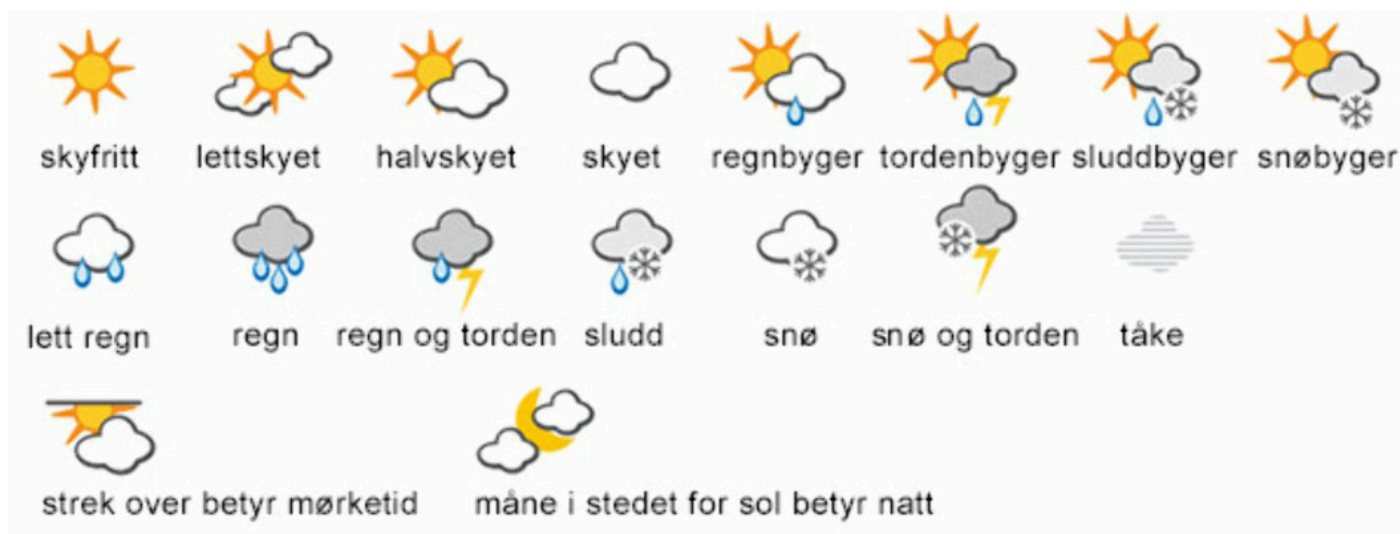 skyfritt lettskyet halvskyet skyet regnbyger tordenbyger sluddbyger snøbyger
lett regn regn regn og torden sludd snø snø og torden tåke
strek over betyr mørketid måne i stedet for sol betyr natt